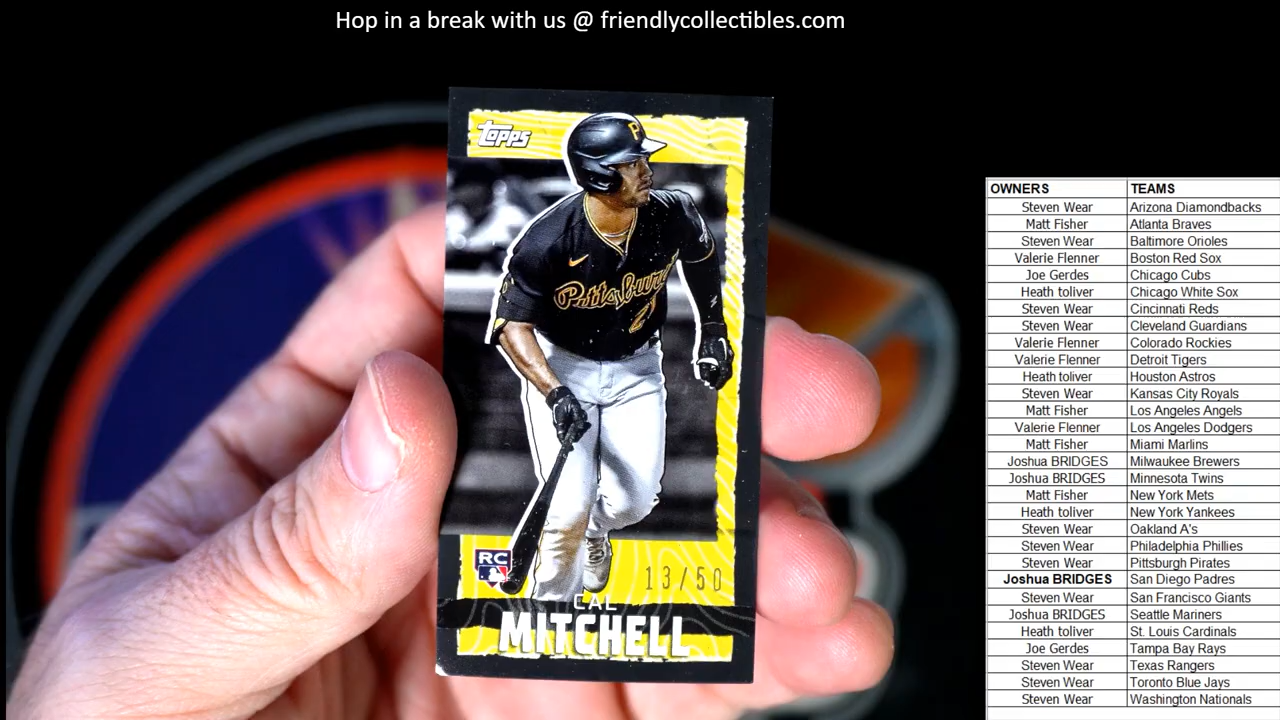 Hop in a break with us @ friendlycollectibles.com
Topps
P
Pittsburgh
RC
13/50
CAL
MITCHELL
OWNERS TEAMS
Steven Wear Arizona Diamondbacks
Matt Fisher Atlanta Braves
Steven Wear Baltimore Orioles
Valerie Flenner Boston Red Sox
Joe Gerdes Chicago Cubs
Heath toliver Chicago White Sox
Steven Wear Cincinnati Reds
Steven Wear Cleveland Guardians
Valerie Flenner Colorado Rockies
Valerie Flenner Detroit Tigers
Heath toliver Houston Astros
Steven Wear Kansas City Royals
Matt Fisher Los Angeles Angels
Valerie Flenner Los Angeles Dodgers
Matt Fisher Miami Marlins
Joshua BRIDGES Milwaukee Brewers
Joshua BRIDGES Minnesota Twins
Matt Fisher New York Mets
Heath toliver New York Yankees
Steven Wear Oakland A's
Steven Wear Philadelphia Phillies
Steven Wear Pittsburgh Pirates
Joshua BRIDGES San Diego Padres
Steven Wear San Francisco Giants
Joshua BRIDGES Seattle Mariners
Heath toliver St. Louis Cardinals
Joe Gerdes Tampa Bay Rays
Steven Wear Texas Rangers
Steven Wear Toronto Blue Jays
Steven Wear Washington Nationals